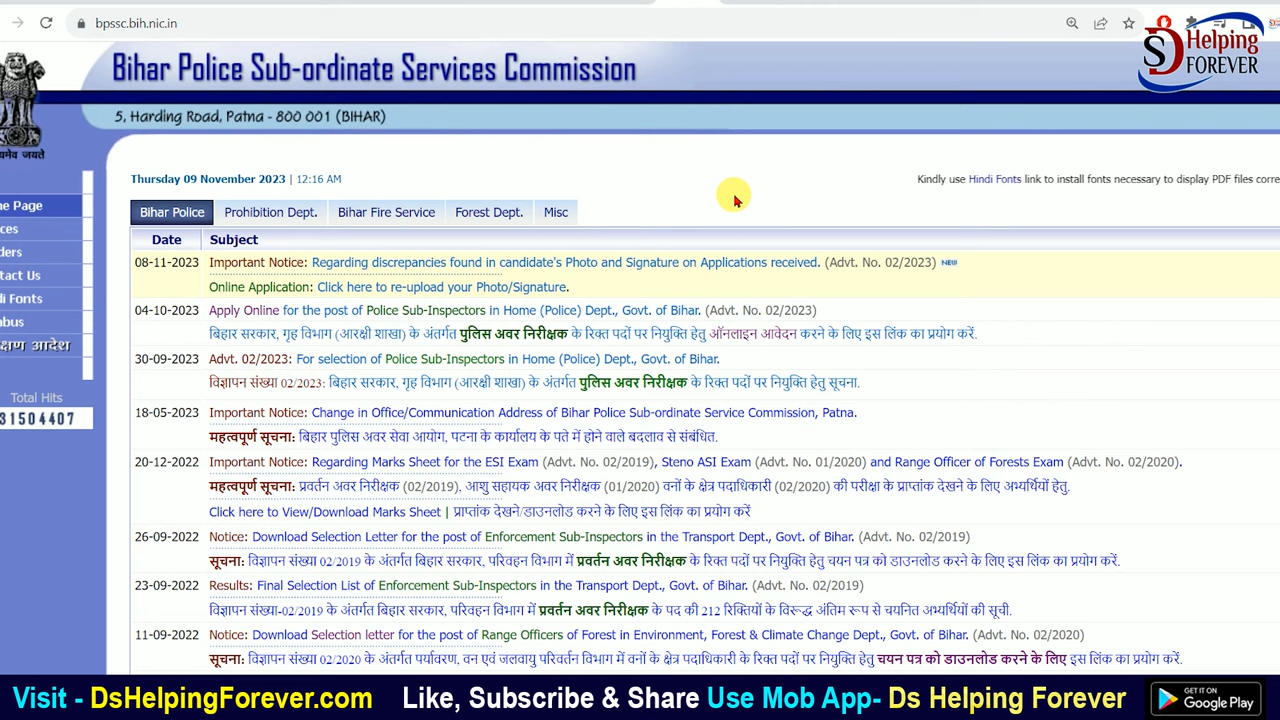 bpssc.bih.nic.in
SD Helping
FOREVER
Bihar Police Sub-ordinate Services Commission
5, Harding Road, Patna - 800 001 (BIHAR)
Thursday 09 November 2023 | 12:16 AM
Kindly use Hindi Fonts link to install fonts necessary to display PDF files
Bihar Police Prohibition Dept. Bihar Fire Service Forest Dept. Misc
Page
Us
Fonts
आदेश
Total Hits
31504407
Date Subject
08-11-2023 Important Notice: Regarding discrepancies found in candidate's Photo and Signature on Applications received. (Advt. No. 02/2023) NEW
Online Application: Click here to re-upload your Photo/Signature.
04-10-2023 Apply Online for the post of Police Sub-Inspectors in Home (Police) Dept., Govt. of Bihar. (Advt. No. 02/2023)
बिहार सरकार, गृह विभाग (आरक्षी शाखा) के अंतर्गत पुलिस अवर निरीक्षक के रिक्त पदों पर नियुक्ति हेतु ऑनलाइन आवेदन करने के लिए इस लिंक का प्रयोग करें.
30-09-2023 Advt. 02/2023: For selection of Police Sub-Inspectors in Home (Police) Dept., Govt. of Bihar.
विज्ञापन संख्या 02/2023: बिहार सरकार, गृह विभाग (आरक्षी शाखा) के अंतर्गत पुलिस अवर निरीक्षक के रिक्त पदों पर नियुक्ति हेतु सूचना.
18-05-2023 Important Notice: Change in Office/Communication Address of Bihar Police Sub-ordinate Service Commission, Patna.
महत्वपूर्ण सूचना: बिहार पुलिस अवर सेवा आयोग, पटना के कार्यालय के पते में होने वाले बदलाव से संबंधित.
20-12-2022 Important Notice: Regarding Marks Sheet for the ESI Exam (Advt. No. 02/2019), Steno ASI Exam (Advt. No. 01/2020) and Range Officer of Forests Exam (Advt. No. 02/2020).
महत्वपूर्ण सूचना: प्रवर्तन अवर निरीक्षक (02/2019), आशु सहायक अवर निरीक्षक (01/2020) वनों के क्षेत्र पदाधिकारी (02/2020) की परीक्षा के प्राप्तांक देखने के लिए अभ्यर्थियों हेतु.
Click here to View/Download Marks Sheet | प्राप्तांक देखने/डाउनलोड करने के लिए इस लिंक का प्रयोग करें
26-09-2022 Notice: Download Selection Letter for the post of Enforcement Sub-Inspectors in the Transport Dept., Govt. of Bihar. (Advt. No. 02/2019)
सूचना: विज्ञापन संख्या 02/2019 के अंतर्गत बिहार सरकार, परिवहन विभाग में प्रवर्तन अवर निरीक्षक के रिक्त पदों पर नियुक्ति हेतु चयन पत्र को डाउनलोड करने के लिए इस लिंक का प्रयोग करें.
23-09-2022 Results: Final Selection List of Enforcement Sub-Inspectors in the Transport Dept., Govt. of Bihar. (Advt. No. 02/2019)
विज्ञापन संख्या-02/2019 के अंतर्गत बिहार सरकार, परिवहन विभाग में प्रवर्तन अवर निरीक्षक के पद की 212 रिक्तियों के विरूद्ध अंतिम रूप से चयनित अभ्यर्थियों की सूची.
11-09-2022 Notice: Download Selection letter for the post of Range Officers of Forest in Environment, Forest & Climate Change Dept., Govt. of Bihar. (Advt. No. 02/2020)
सूचना: विज्ञापन संख्या 02/2020 के अंतर्गत पर्यावरण, वन एवं जलवायु परिवर्तन विभाग में वनों के क्षेत्र पदाधिकारी के रिक्त पदों पर नियुक्ति हेतु चयन पत्र को डाउनलोड करने के लिए इस लिंक का प्रयोग करें.
Visit - DsHelpingForever.com Like, Subscribe & Share Use Mob App- Ds Helping Forever GET IT ON Google Play